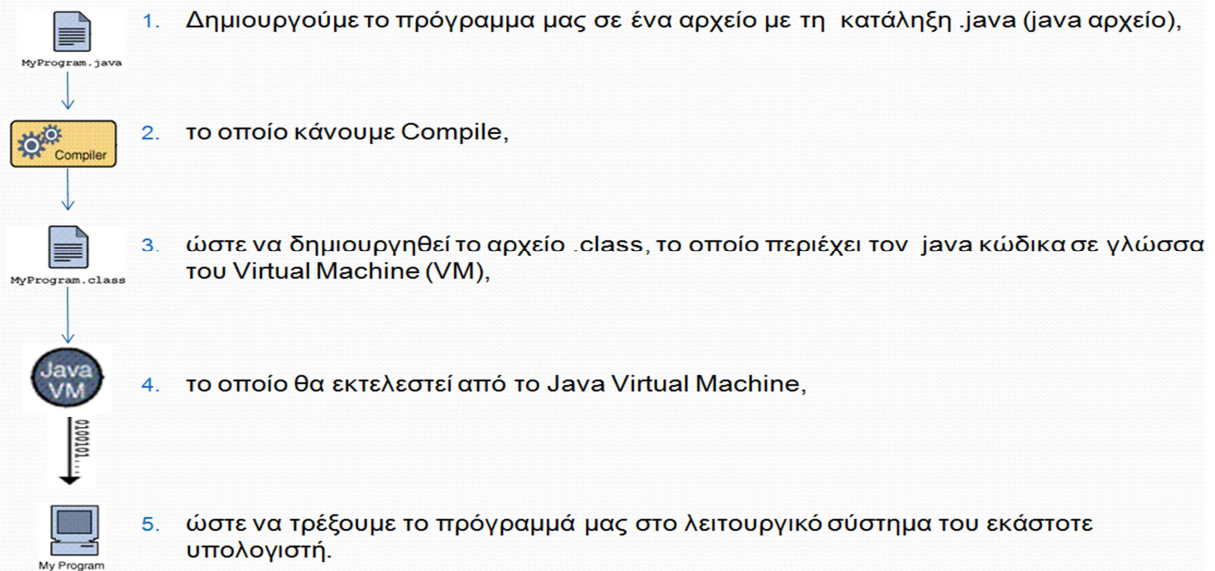 1. Δημιουργούμε το πρόγραμμα μας σε ένα αρχείο με τη κατάληξη .java (java αρχείο),
MyProgram.java
2. το οποίο κάνουμε Compile,
Compiler
3. ώστε να δημιουργηθεί το αρχείο .class, το οποίο περιέχει τον java κώδικα σε γλώσσα
του Virtual Machine (VM),
MyProgram.class
Java
VM
4. το οποίο θα εκτελεστεί από το Java Virtual Machine,
0100101...
5. ώστε να τρέξουμε το πρόγραμμά μας στο λειτουργικό σύστημα του εκάστοτε
υπολογιστή.
My Program